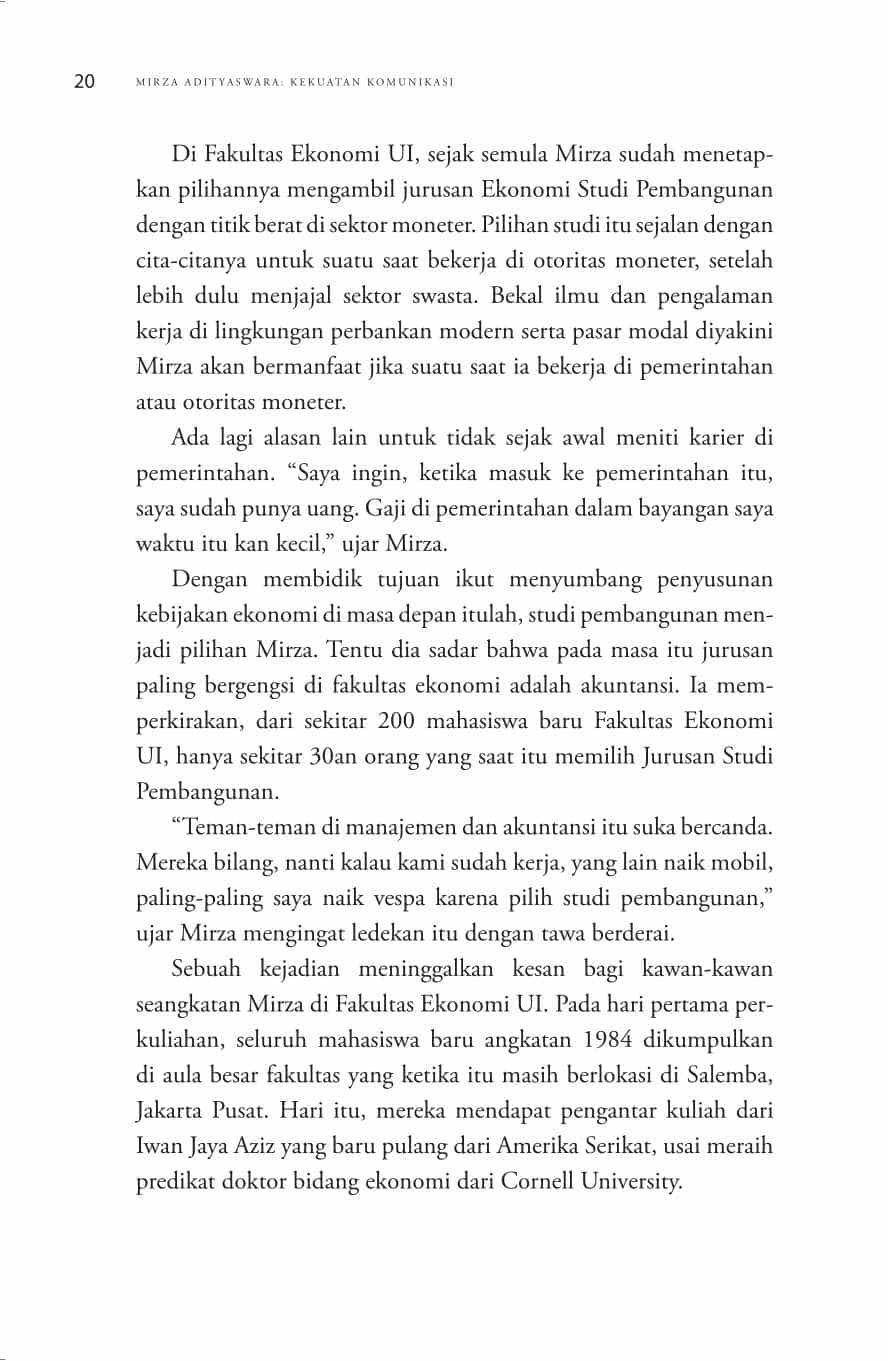 20 MIRZA ADITYASWARA: KEKUATAN KOMUNIKASI
Di Fakultas Ekonomi UI, sejak semula Mirza sudah menetap-
kan pilihannya mengambil jurusan Ekonomi Studi Pembangunan
dengan titik berat di sektor moneter. Pilihan studi itu sejalan dengan
cita-citanya untuk suatu saat bekerja di otoritas moneter, setelah
lebih dulu menjajal sektor swasta. Bekal ilmu dan pengalaman
kerja di lingkungan perbankan modern serta pasar modal diyakini
Mirza akan bermanfaat jika suatu saat ia bekerja di pemerintahan
atau otoritas moneter.
Ada lagi alasan lain untuk tidak sejak awal meniti karier di
pemerintahan. “Saya ingin, ketika masuk ke pemerintahan itu,
saya sudah punya uang. Gaji di pemerintahan dalam bayangan saya
waktu itu kan kecil,” ujar Mirza.
Dengan membidik tujuan ikut menyumbang penyusunan
kebijakan ekonomi di masa depan itulah, studi pembangunan men-
jadi pilihan Mirza. Tentu dia sadar bahwa pada masa itu jurusan
paling bergengsi di fakultas ekonomi adalah akuntansi. Ia mem-
perkirakan, dari sekitar 200 mahasiswa baru Fakultas Ekonomi
UI, hanya sekitar 30an orang yang saat itu memilih Jurusan Studi
Pembangunan.
“Teman-teman di manajemen dan akuntansi itu suka bercanda.
Mereka bilang, nanti kalau kami sudah kerja, yang lain naik mobil,
paling-paling saya naik vespa karena pilih studi pembangunan,”
ujar Mirza mengingat ledekan itu dengan tawa berderai.
Sebuah kejadian meninggalkan kesan bagi kawan-kawan
seangkatan Mirza di Fakultas Ekonomi UI. Pada hari pertama per-
kuliahan, seluruh mahasiswa baru angkatan 1984 dikumpulkan
di aula besar fakultas yang ketika itu masih berlokasi di Salemba,
Jakarta Pusat. Hari itu, mereka mendapat pengantar kuliah dari
Iwan Jaya Aziz yang baru pulang dari Amerika Serikat, usai meraih
predikat doktor bidang ekonomi dari Cornell University.